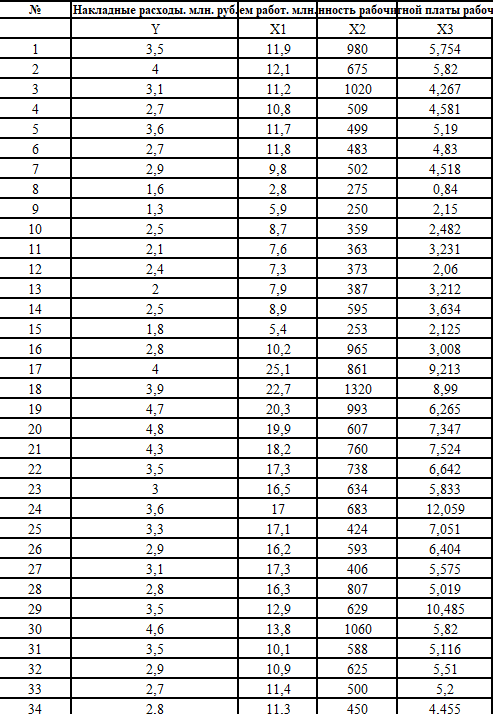 № Накладные расходы. млн. руб. ем работ. млн. нность рабочи тной платы рабоч
Y X1 X2 X3
1 3,5 11,9 980 5,754
2 4 12,1 675 5,82
3 3,1 11,2 1020 4,267
4 2,7 10,8 509 4,581
5 3,6 11,7 499 5,19
6 2,7 11,8 483 4,83
7 2,9 9,8 502 4,518
8 1,6 2,8 275 0,84
9 1,3 5,9 250 2,15
10 2,5 8,7 359 2,482
11 2,1 7,6 363 3,231
12 2,4 7,3 373 2,06
13 2 7,9 387 3,212
14 2,5 8,9 595 3,634
15 1,8 5,4 253 2,125
16 2,8 10,2 965 3,008
17 4 25,1 861 9,213
18 3,9 22,7 1320 8,99
19 4,7 20,3 993 6,265
20 4,8 19,9 607 7,347
21 4,3 18,2 760 7,524
22 3,5 17,3 738 6,642
23 3 16,5 634 5,833
24 3,6 17 683 12,059
25 3,3 17,1 424 7,051
26 2,9 16,2 593 6,404
27 3,1 17,3 406 5,575
28 2,8 16,3 807 5,019
29 3,5 12,9 629 10,485
30 4,6 13,8 1060 5,82
31 3,5 10,1 588 5,116
32 2,9 10,9 625 5,51
33 2,7 11,4 500 5,2
34 2,8 11,3 450 4,455